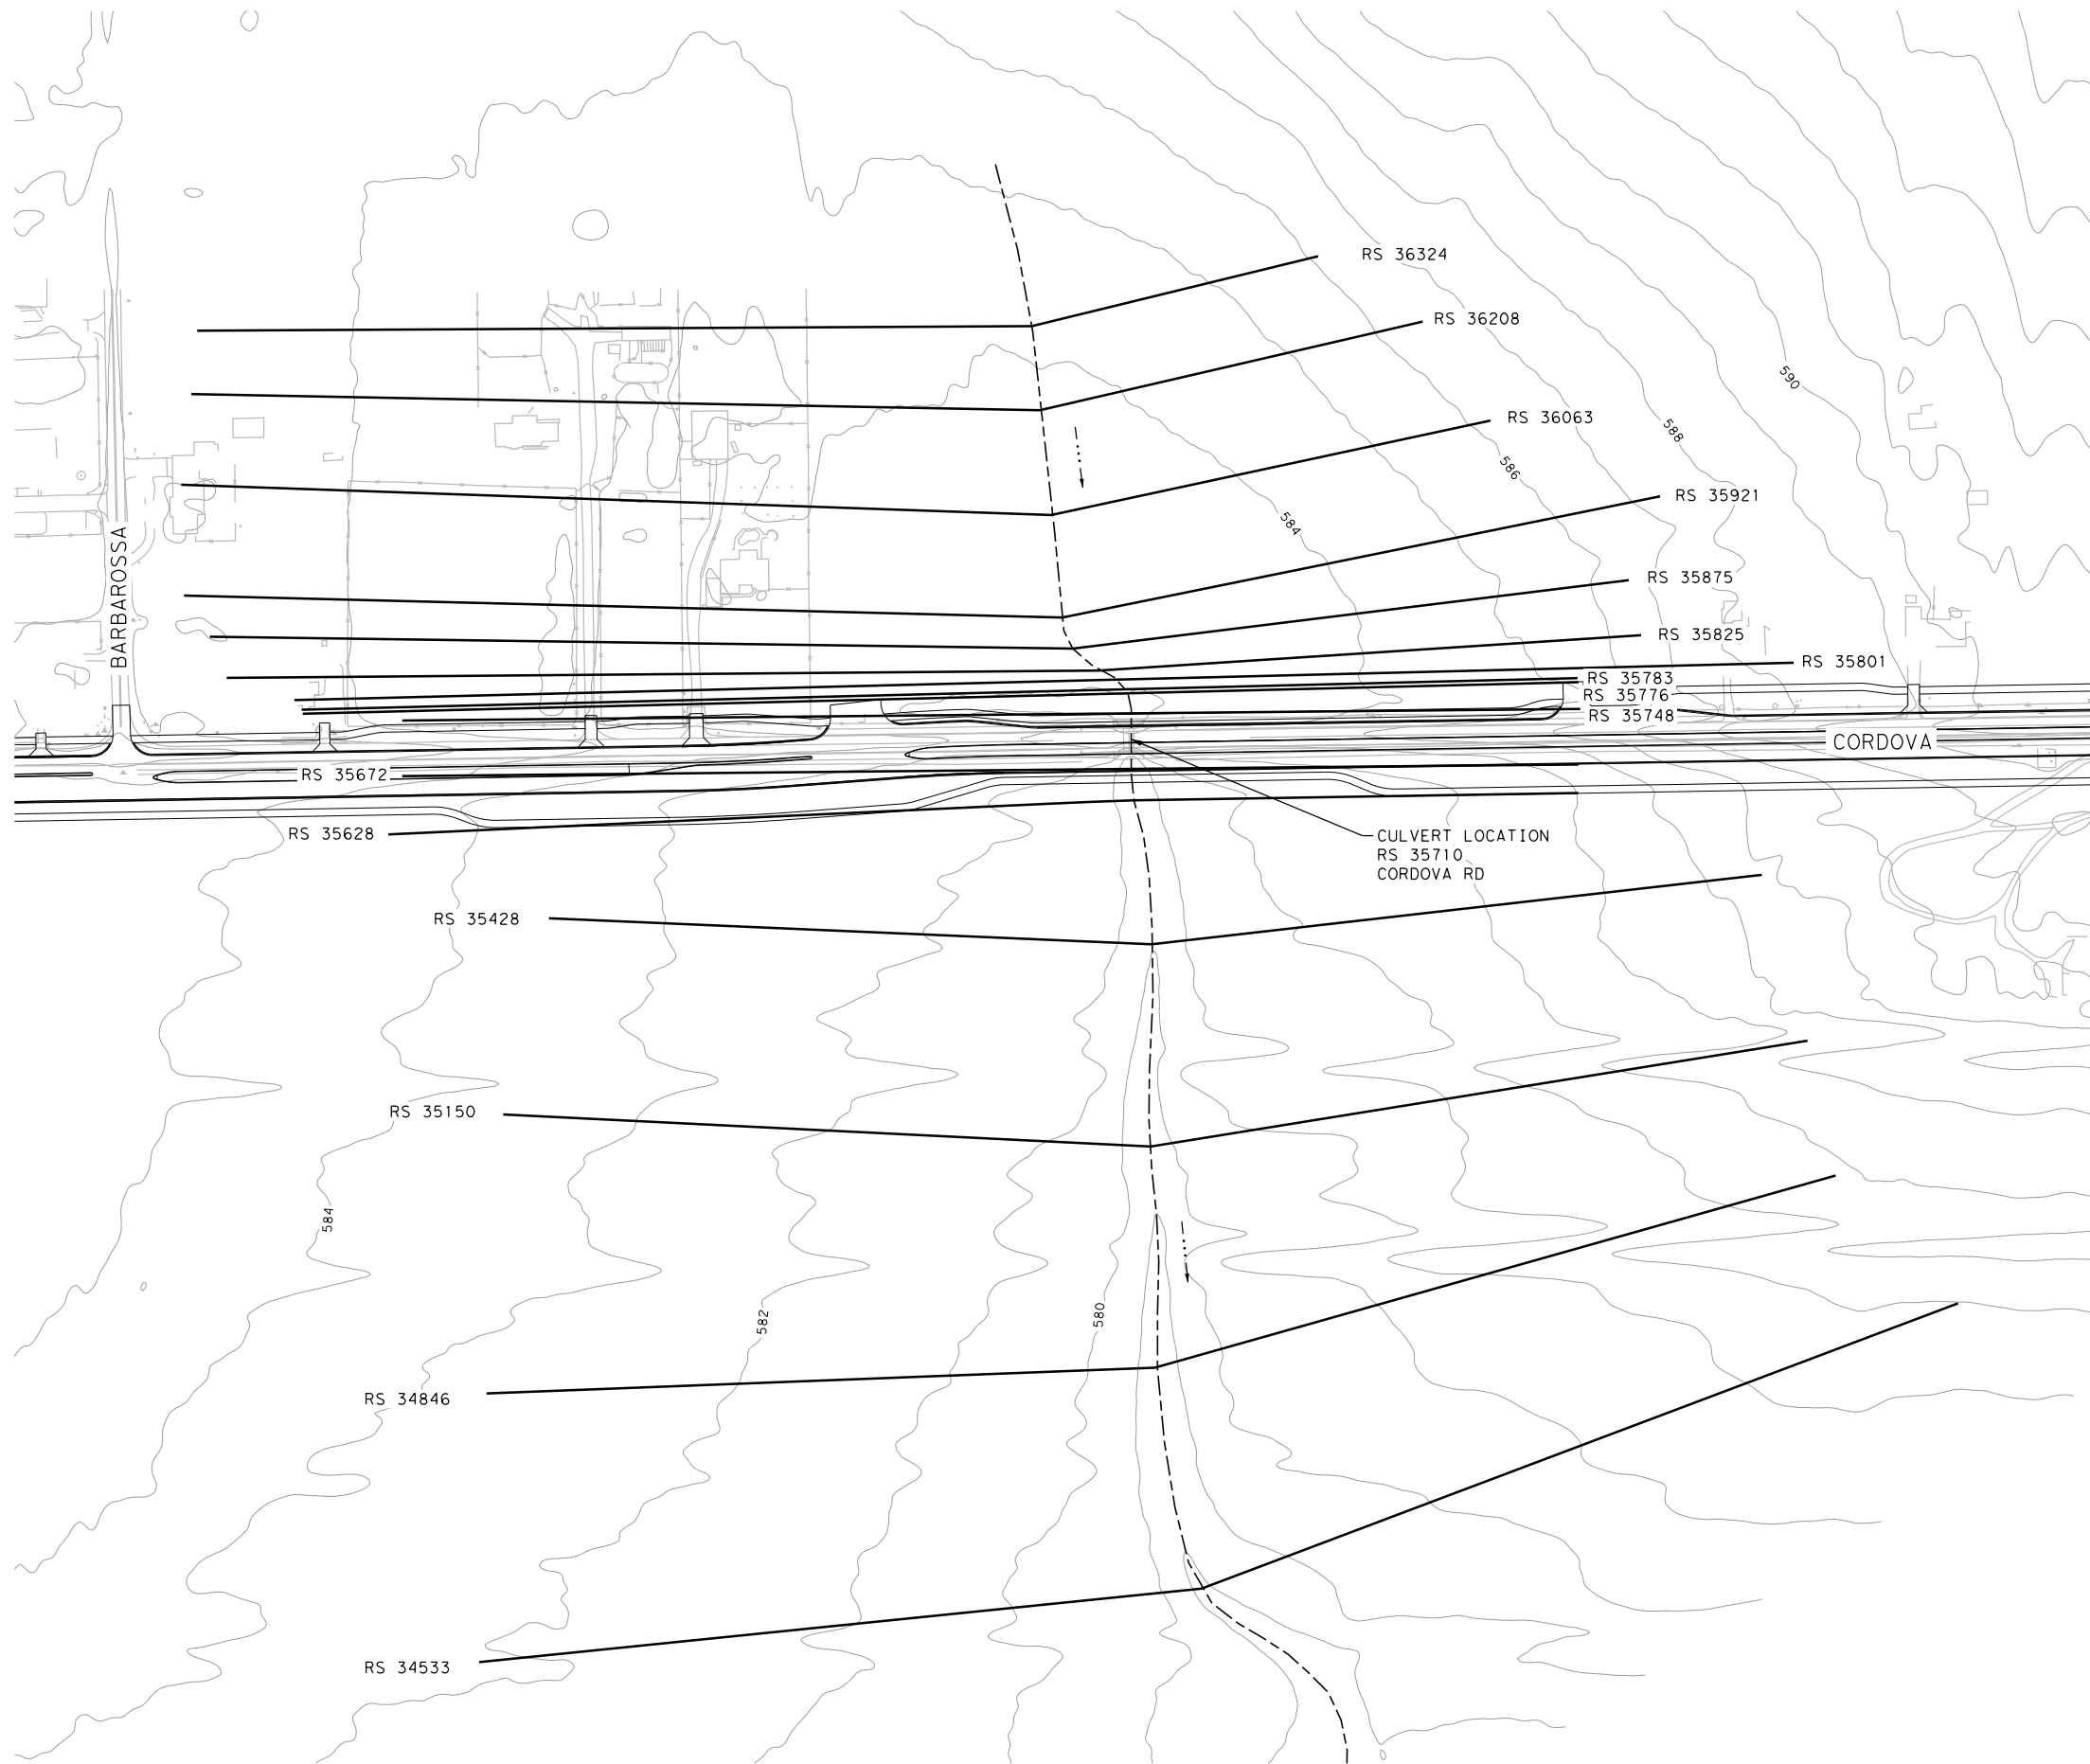 RS 36324
RS 36208
590
RS 36063
588
586
RS 35921
584
BARBAROSSA
RS 35875
RS 35825
RS 35801
RS 35783
RS 35776
RS 35748
CORDOVA
RS 35672
RS 35628
CULVERT LOCATION
RS 35710
CORDOVA RD
RS 35428
RS 35150
584
582
580
RS 34846
RS 34533